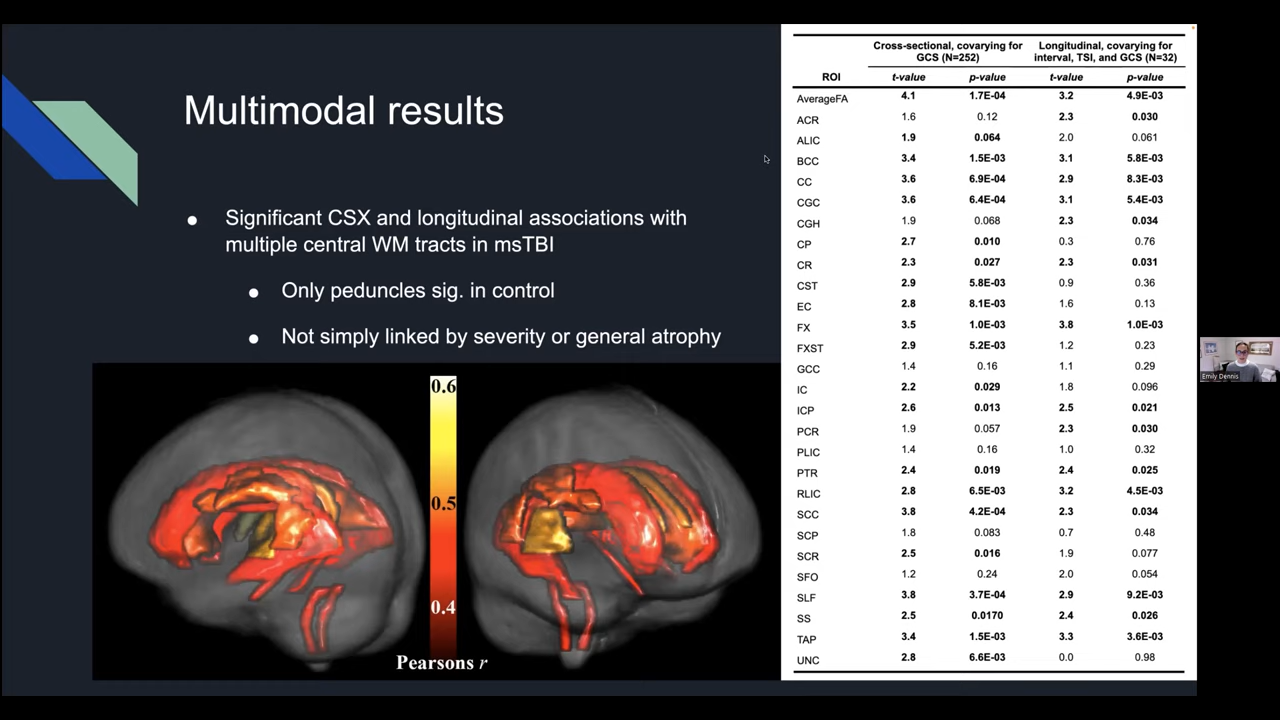 Multimodal results
● Significant CSX and longitudinal associations with
multiple central WM tracts in msTBI
● Only peduncles sig. in control
● Not simply linked by severity or general atrophy
0.6
0.5
0.4
Pearsons r
Cross-sectional, covarying for Longitudinal, covarying for
GCS (N=252) interval, TSI, and GCS (N=32)
ROI t-value p-value t-value p-value
AverageFA 4.1 1.7E-04 3.2 4.9E-03
ACR 1.6 0.12 2.3 0.030
ALIC 1.9 0.064 2.0 0.061
BCC 3.4 1.5E-03 3.1 5.8E-03
CC 3.6 6.9E-04 2.9 8.3E-03
CGC 3.6 6.4E-04 3.1 5.4E-03
CGH 1.9 0.068 2.3 0.034
CP 2.7 0.010 0.3 0.76
CR 2.3 0.027 2.3 0.031
CST 2.9 5.8E-03 0.9 0.36
EC 2.8 8.1E-03 1.6 0.13
FX 3.5 1.0E-03 3.8 1.0E-03
FXST 2.9 5.2E-03 1.2 0.23
GCC 1.4 0.16 1.1 0.29
IC 2.2 0.029 1.8 0.096
ICP 2.6 0.013 2.5 0.021
PCR 1.9 0.057 2.3 0.030
PLIC 1.4 0.16 1.0 0.32
PTR 2.4 0.019 2.4 0.025
RLIC 2.8 6.5E-03 3.2 4.5E-03
SCC 3.8 4.2E-04 2.3 0.034
SCP 1.8 0.083 0.7 0.48
SCR 2.5 0.016 1.9 0.077
SFO 1.2 0.24 2.0 0.054
SLF 3.8 3.7E-04 2.9 9.2E-03
SS 2.5 0.0170 2.4 0.026
TAP 3.4 1.5E-03 3.3 3.6E-03
UNC 2.8 6.6E-03 0.0 0.98
Emily Dennis